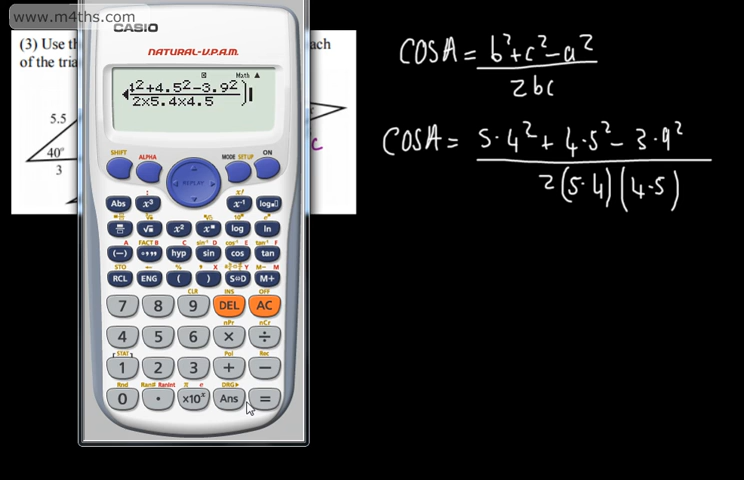 www.m4ths.com
(3) Use th
ach
of the tria
5.5
40°
3
x
c
CASIO
NATURAL-V.P.A.M.
Math ▲
4²+4.5²-3.9²)
2×5.4×4.5
SHIFT ALPHA MODE SETUP ON
REPLAY
Abs x³ x⁻¹ log
√ x² log ln
(−) °''' hyp sin cos tan
RCL ENG ( ) S⇔D M+
7 8 9 DEL AC
4 5 6 × ÷
1 2 3 + −
0 . ×10ˣ Ans =
COSA = b²+c²-a²
2bc
COSA = 5.4² + 4.5² - 3.9²
2(5.4)(4.5)